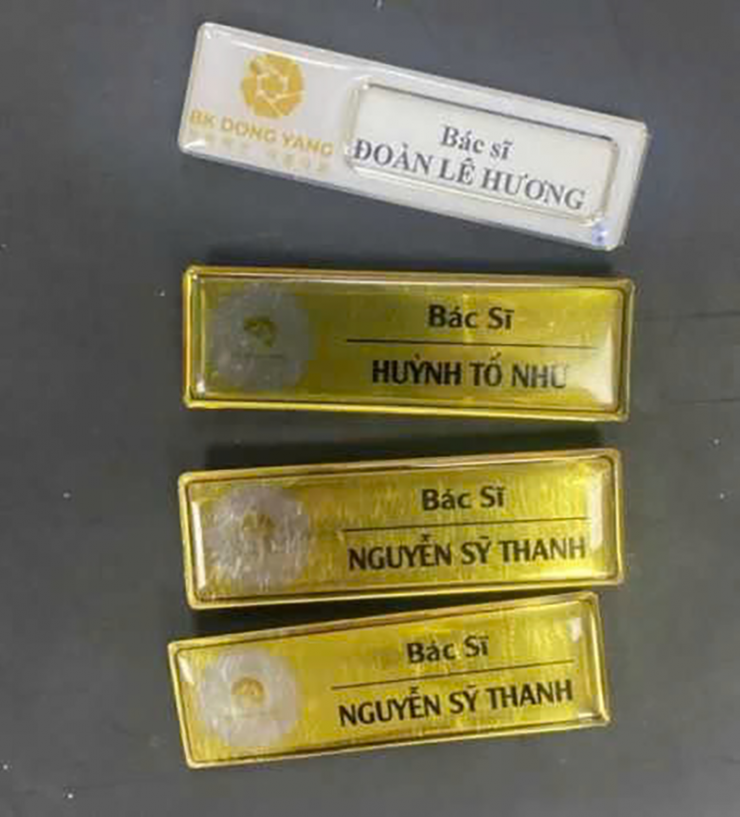 BK DONG YANG
Bác sĩ
ĐOÀN LÊ HƯƠNG
Bác Sĩ
HUỲNH TỐ NHƯ
Bác Sĩ
NGUYỄN SỸ THANH
Bác Sĩ
NGUYỄN SỸ THANH